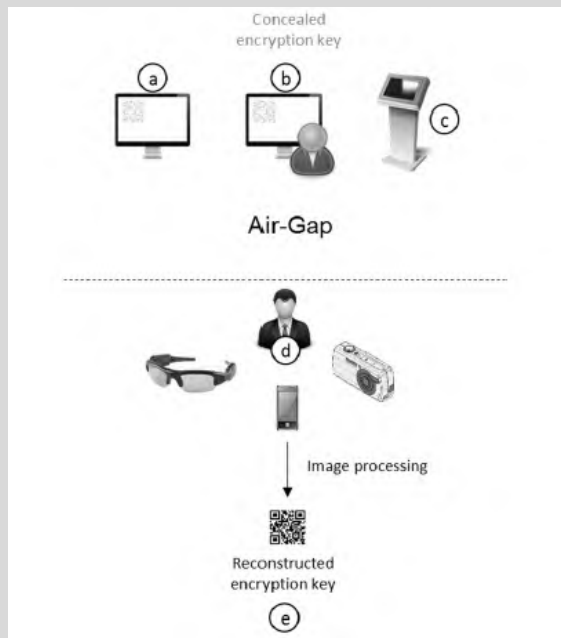 Concealed
encryption key
a
b
c
Air-Gap
d
Image processing
Reconstructed
encryption key
e